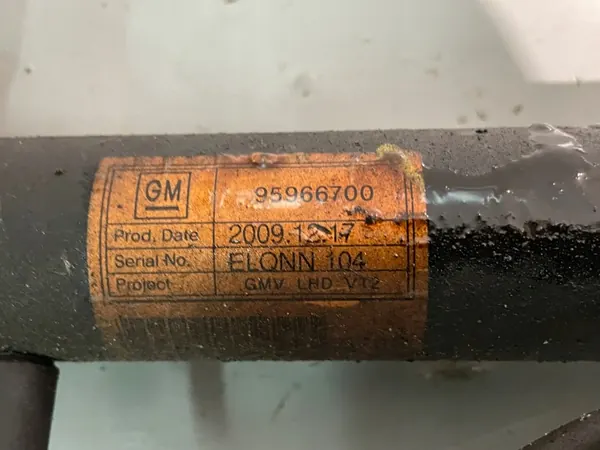 GM 95966700
Prod. Date 2009.12.17
Serial No. ELQNN 104
Project GMV LHD VT2